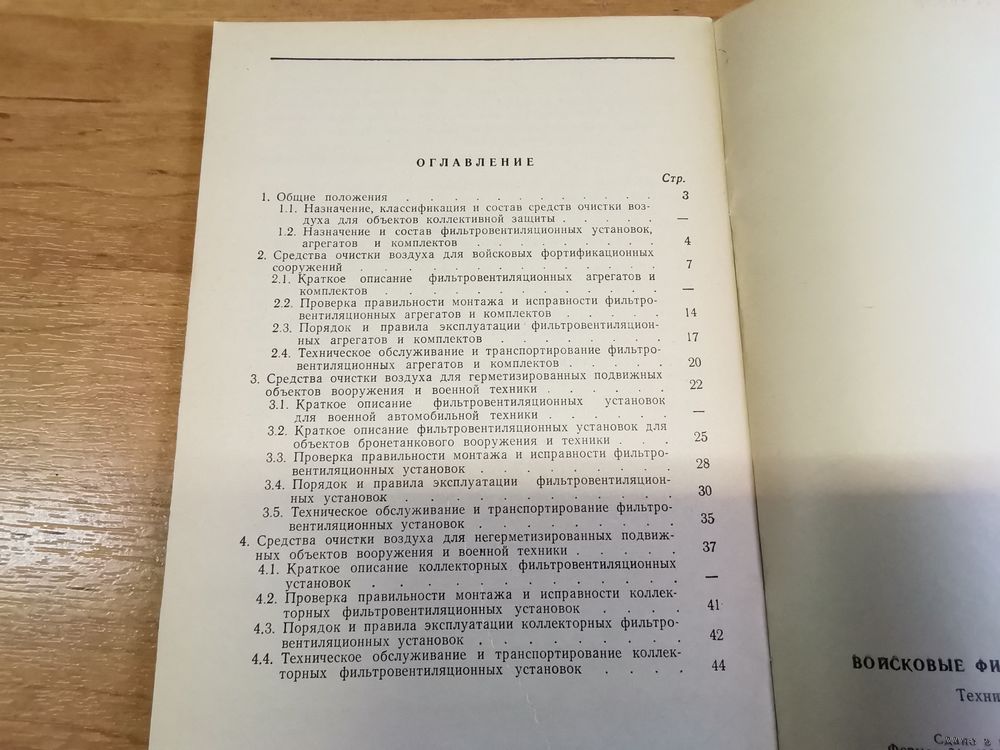 ОГЛАВЛЕНИЕ
Стр.
1. Общие положения . . . . . . . . . . . 3
1.1. Назначение, классификация и состав средств очистки воз-
духа для объектов коллективной защиты . . . . . —
1.2. Назначение и состав фильтровентиляционных установок,
агрегатов и комплектов . . . . . . . . 4
2. Средства очистки воздуха для войсковых фортификационных
сооружений . . . . . . . . . . . . . 7
2.1. Краткое описание фильтровентиляционных агрегатов и
комплектов . . . . . . . . . . . . —
2.2. Проверка правильности монтажа и исправности фильтро-
вентиляционных агрегатов и комплектов . . . . . 14
2.3. Порядок и правила эксплуатации фильтровентиляцион-
ных агрегатов и комплектов . . . . . . . 17
2.4. Техническое обслуживание и транспортирование фильтро-
вентиляционных агрегатов и комплектов . . . . . 20
3. Средства очистки воздуха для герметизированных подвижных
объектов вооружения и военной техники . . . . . . 22
3.1. Краткое описание фильтровентиляционных установок
для военной автомобильной техники . . . . . . —
3.2. Краткое описание фильтровентиляционных установок для
объектов бронетанкового вооружения и техники . . . 25
3.3. Проверка правильности монтажа и исправности фильтро-
вентиляционных установок . . . . . . . . 28
3.4. Порядок и правила эксплуатации фильтровентиляцион-
ных установок . . . . . . . . . . . 30
3.5. Техническое обслуживание и транспортирование фильтро-
вентиляционных установок . . . . . . . . 35
4. Средства очистки воздуха для негерметизированных подвиж-
ных объектов вооружения и военной техники . . . . . 37
4.1. Краткое описание коллекторных фильтровентиляционных
установок . . . . . . . . . . . . —
4.2. Проверка правильности монтажа и исправности коллек-
торных фильтровентиляционных установок . . . . 41
4.3. Порядок и правила эксплуатации коллекторных фильтро-
вентиляционных установок . . . . . . . . 42
4.4. Техническое обслуживание и транспортирование коллек-
торных фильтровентиляционных установок . . . . 44
ВОЙСКОВЫЕ ФИ
Техни